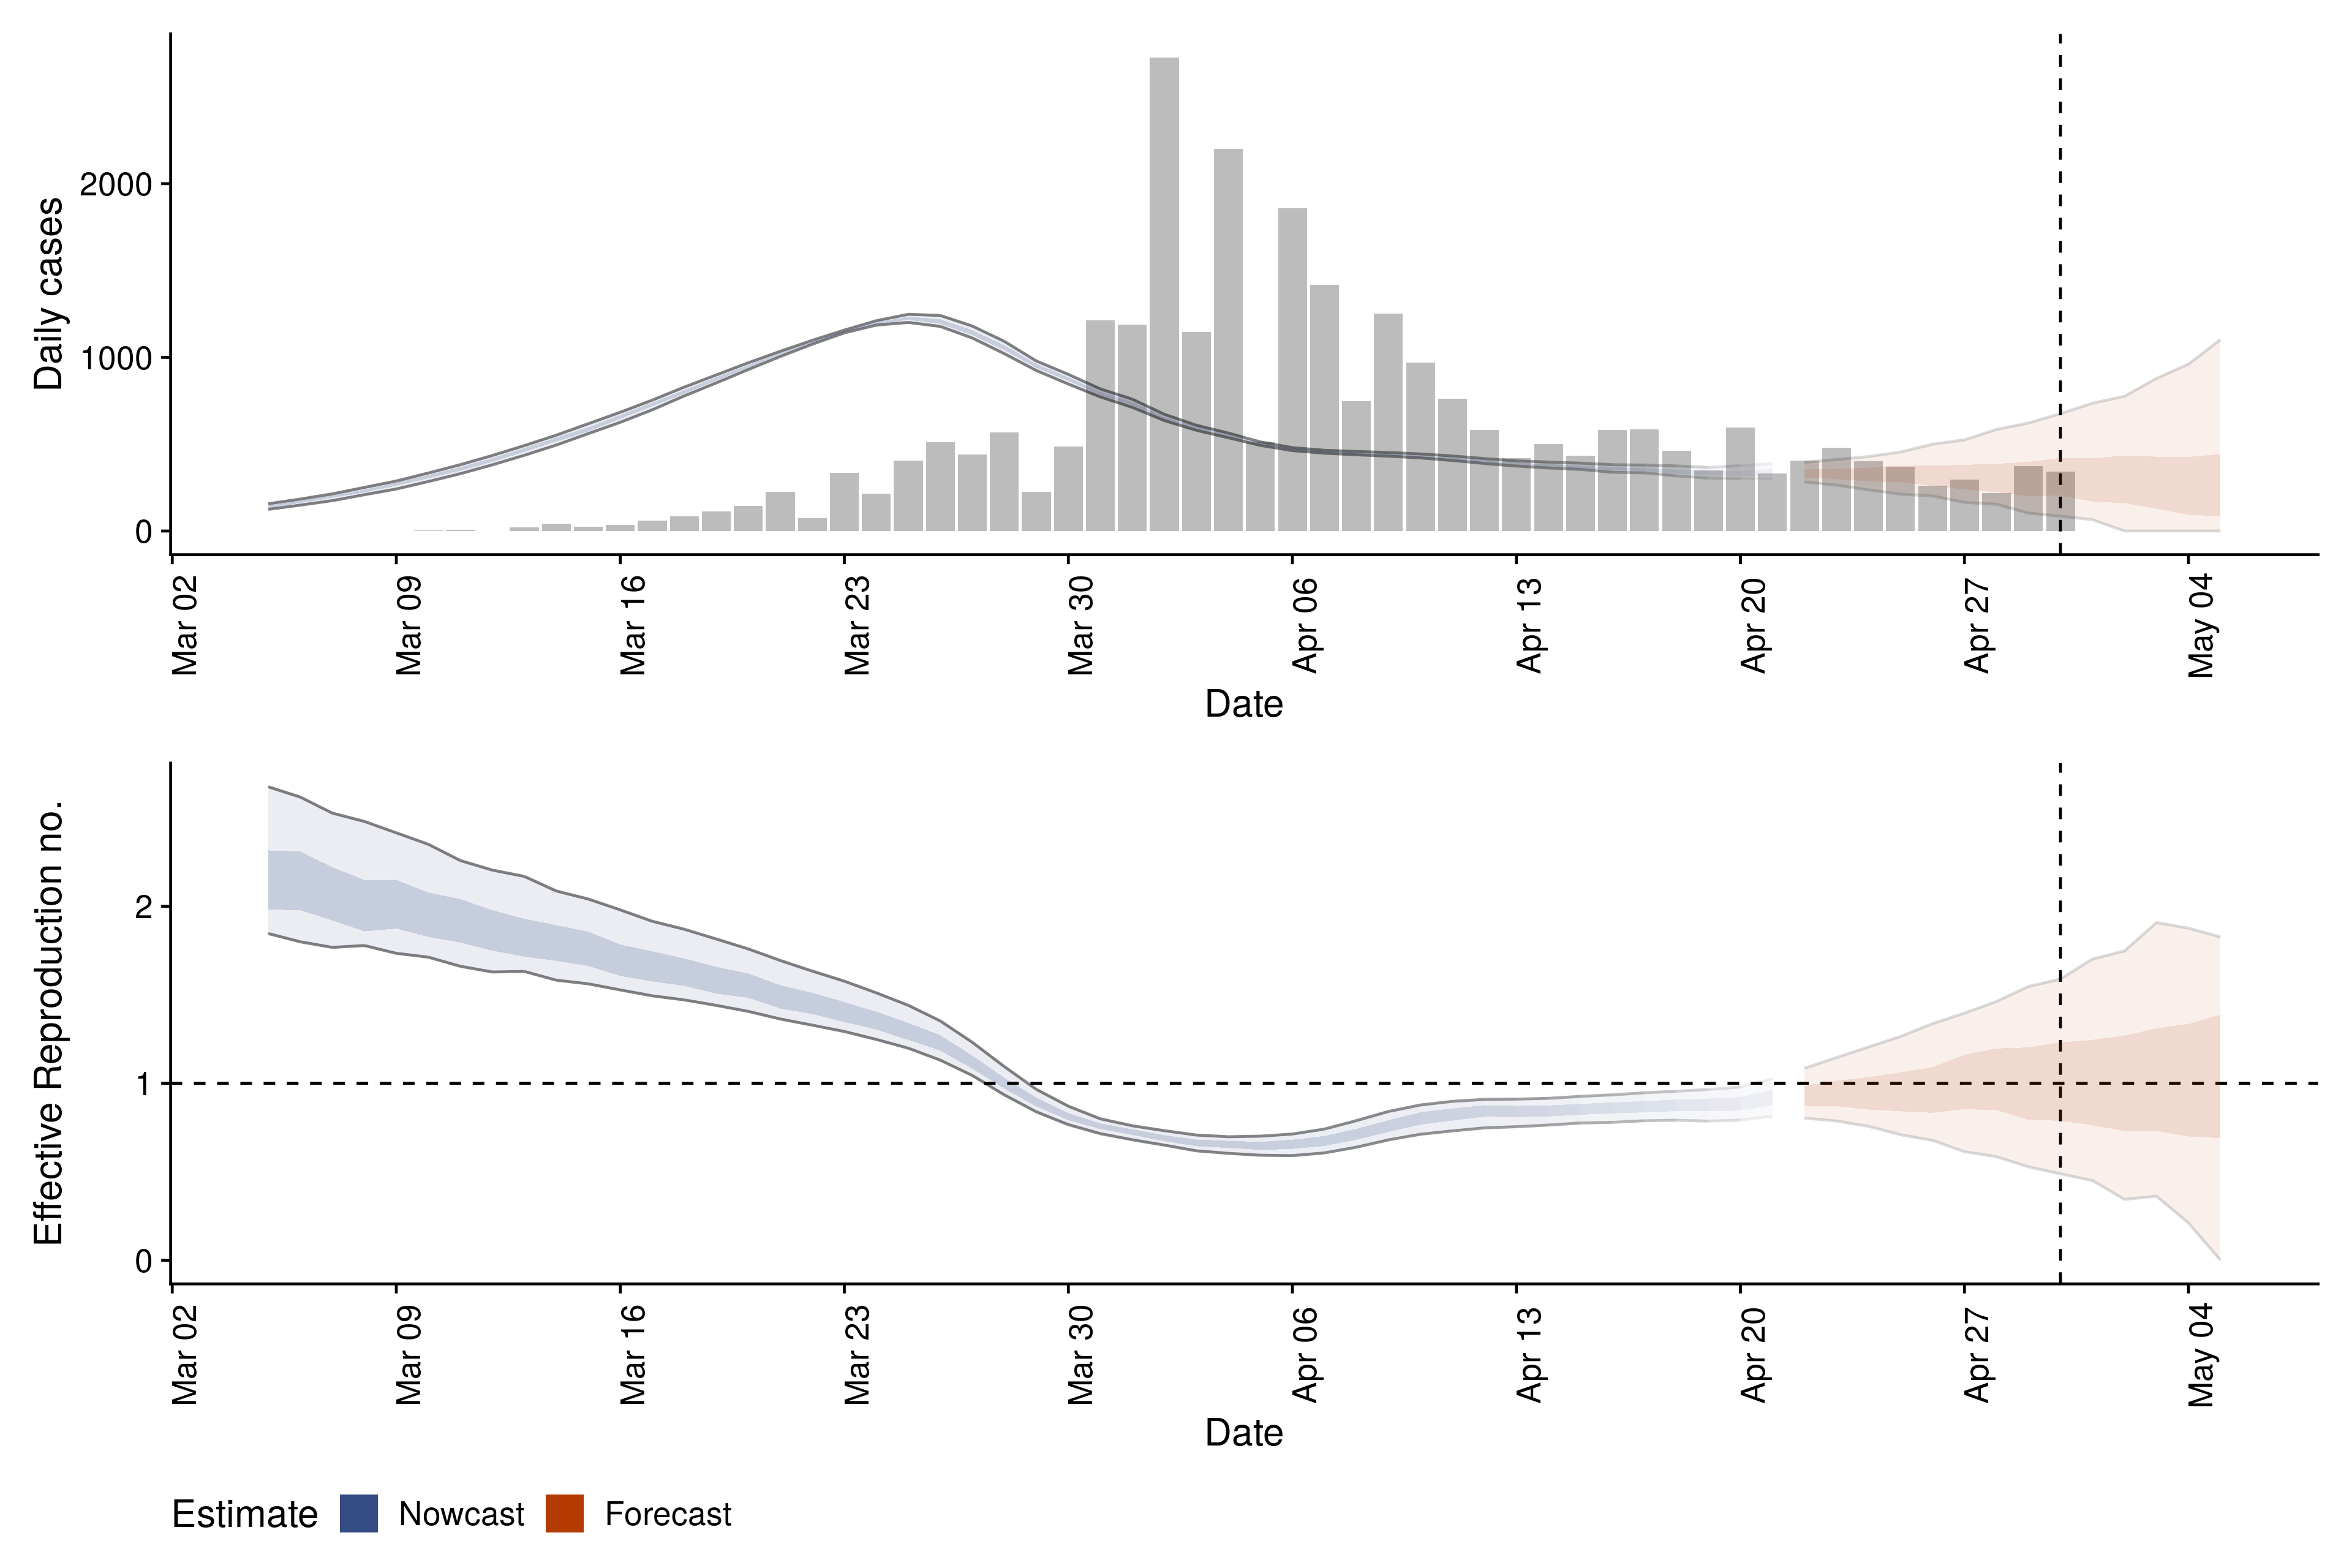 Daily cases
2000
1000
0
Mar 02
Mar 09
Mar 16
Mar 23
Mar 30
Apr 06
Apr 13
Apr 20
Apr 27
May 04
Date
Effective Reproduction no.
2
1
0
Mar 02
Mar 09
Mar 16
Mar 23
Mar 30
Apr 06
Apr 13
Apr 20
Apr 27
May 04
Date
Estimate Nowcast Forecast